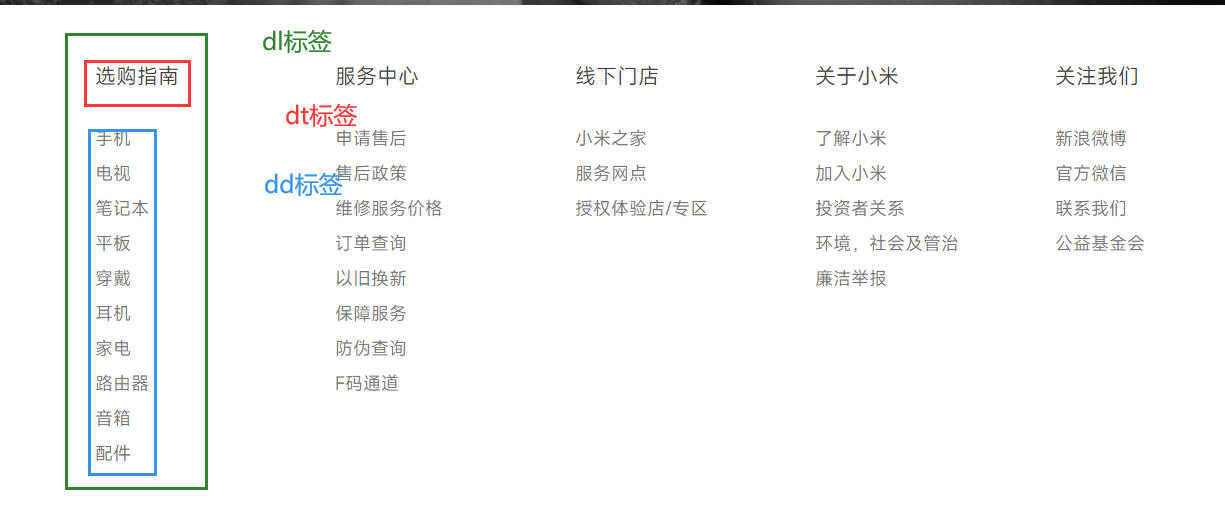 dl标签
选购指南
手机
电视
笔记本
平板
穿戴
耳机
家电
路由器
音箱
配件
dt标签
dd标签
服务中心
申请售后
售后政策
维修服务价格
订单查询
以旧换新
保障服务
防伪查询
F码通道
线下门店
小米之家
服务网点
授权体验店/专区
关于小米
了解小米
加入小米
投资者关系
环境，社会及管治
廉洁举报
关注我们
新浪微博
官方微信
联系我们
公益基金会